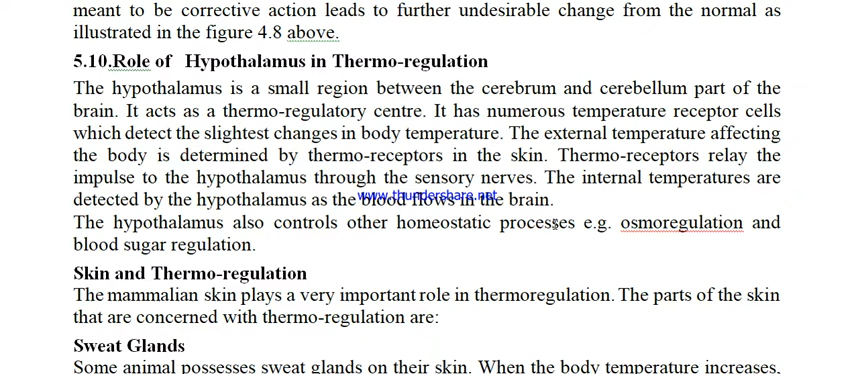 meant to be corrective action leads to further undesirable change from the normal as
illustrated in the figure 4.8 above.
5.10.Role of Hypothalamus in Thermo-regulation
The hypothalamus is a small region between the cerebrum and cerebellum part of the
brain. It acts as a thermo-regulatory centre. It has numerous temperature receptor cells
which detect the slightest changes in body temperature. The external temperature affecting
the body is determined by thermo-receptors in the skin. Thermo-receptors relay the
impulse to the hypothalamus through the sensory nerves. The internal temperatures are
detected by the hypothalamus as the blood flows in the brain.
www.thundershare.net
The hypothalamus also controls other homeostatic processes e.g. osmoregulation and
blood sugar regulation.
Skin and Thermo-regulation
The mammalian skin plays a very important role in thermoregulation. The parts of the skin
that are concerned with thermo-regulation are:
Sweat Glands
Some animal possesses sweat glands on their skin. When the body temperature increases,